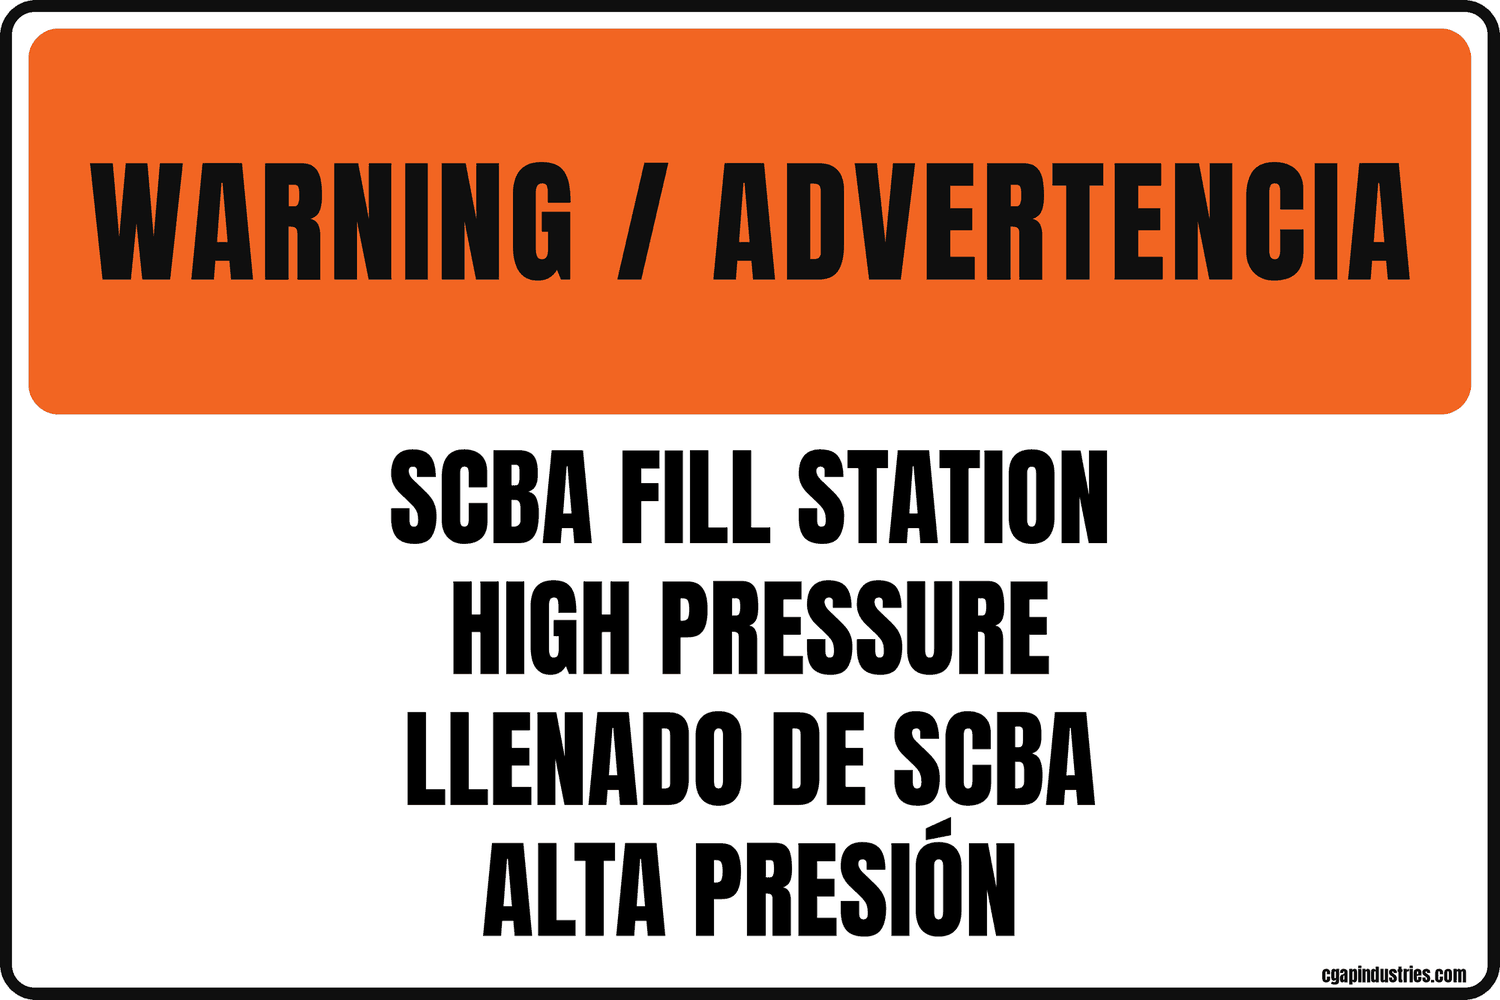 WARNING / ADVERTENCIA
SCBA FILL STATION
HIGH PRESSURE
LLENADO DE SCBA
ALTA PRESIÓN
cgapindustries.com